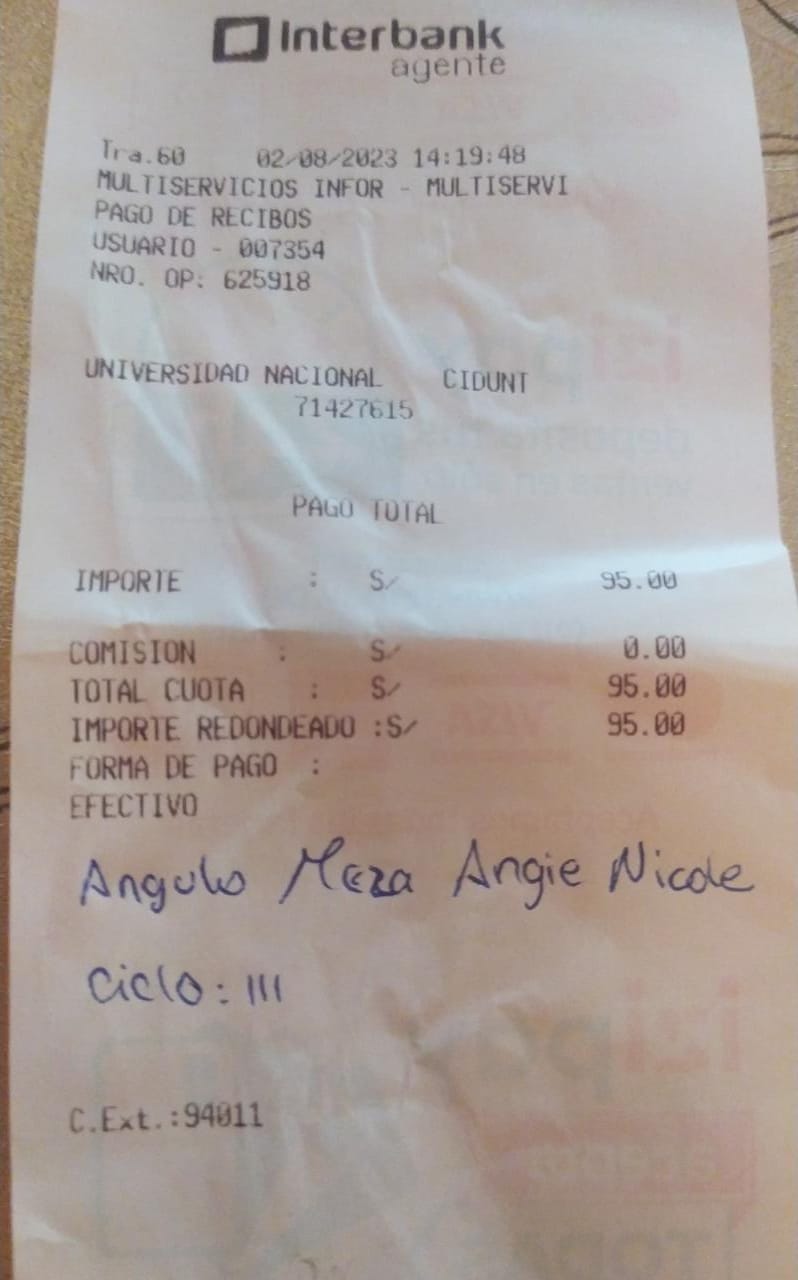 Interbank
agente
Tra.60 02/08/2023 14:19:48
MULTISERVICIOS INFOR - MULTISERVI
PAGO DE RECIBOS
USUARIO - 007354
NRO. OP: 625918
UNIVERSIDAD NACIONAL CIDUNT
71427615
PAGO TOTAL
IMPORTE : S/ 95.00
COMISION : S/ 0.00
TOTAL CUOTA : S/ 95.00
IMPORTE REDONDEADO :S/ 95.00
FORMA DE PAGO :
EFECTIVO
Angulo Meza Angie Nicole
Ciclo: III
C.Ext.:94011